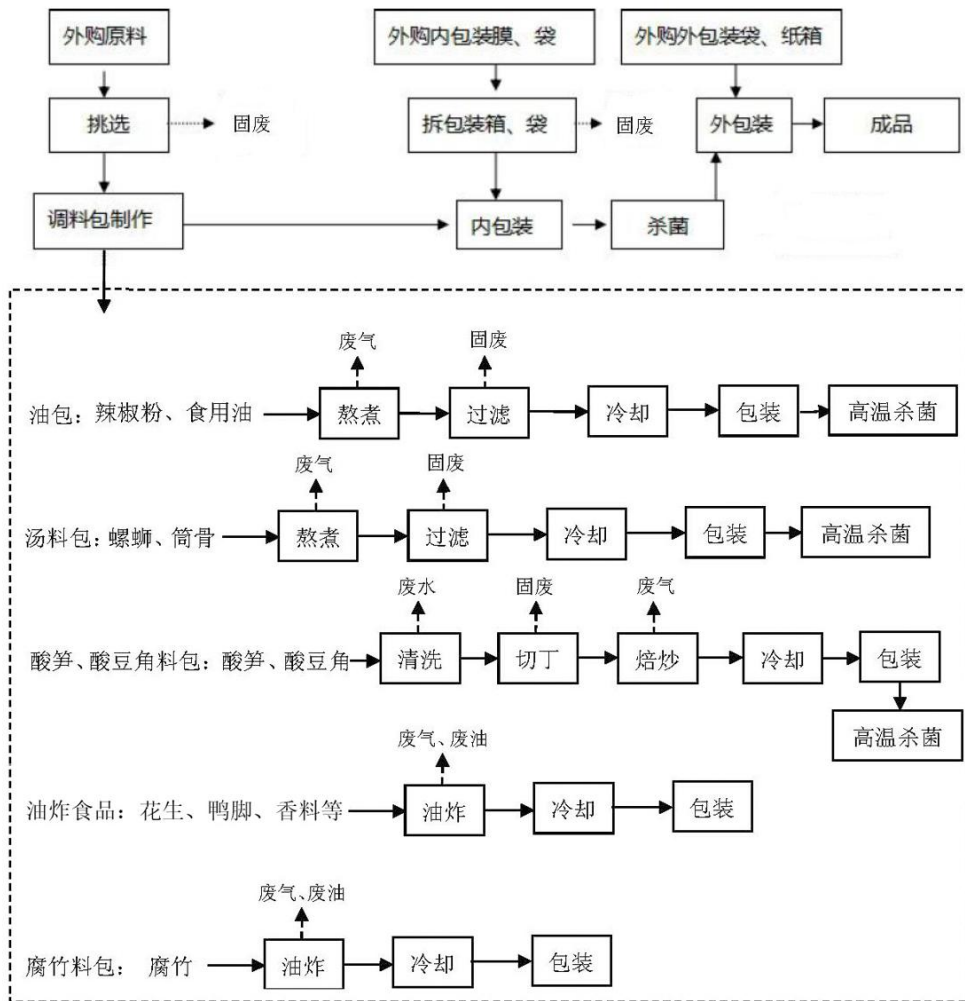 外购原料 外购内包装膜、袋 外购外包装袋、纸箱
挑选 固废 拆包装箱、袋 固废 外包装 成品
调料包制作 内包装 杀菌
废气 固废
油包：辣椒粉、食用油 熬煮 过滤 冷却 包装 高温杀菌
废气 固废
汤料包：螺蛳、筒骨 熬煮 过滤 冷却 包装 高温杀菌
废水 固废 废气
酸笋、酸豆角料包：酸笋、酸豆角 清洗 切丁 焙炒 冷却 包装
高温杀菌
废气、废油
油炸食品：花生、鸭脚、香料等 油炸 冷却 包装
废气、废油
腐竹料包： 腐竹 油炸 冷却 包装